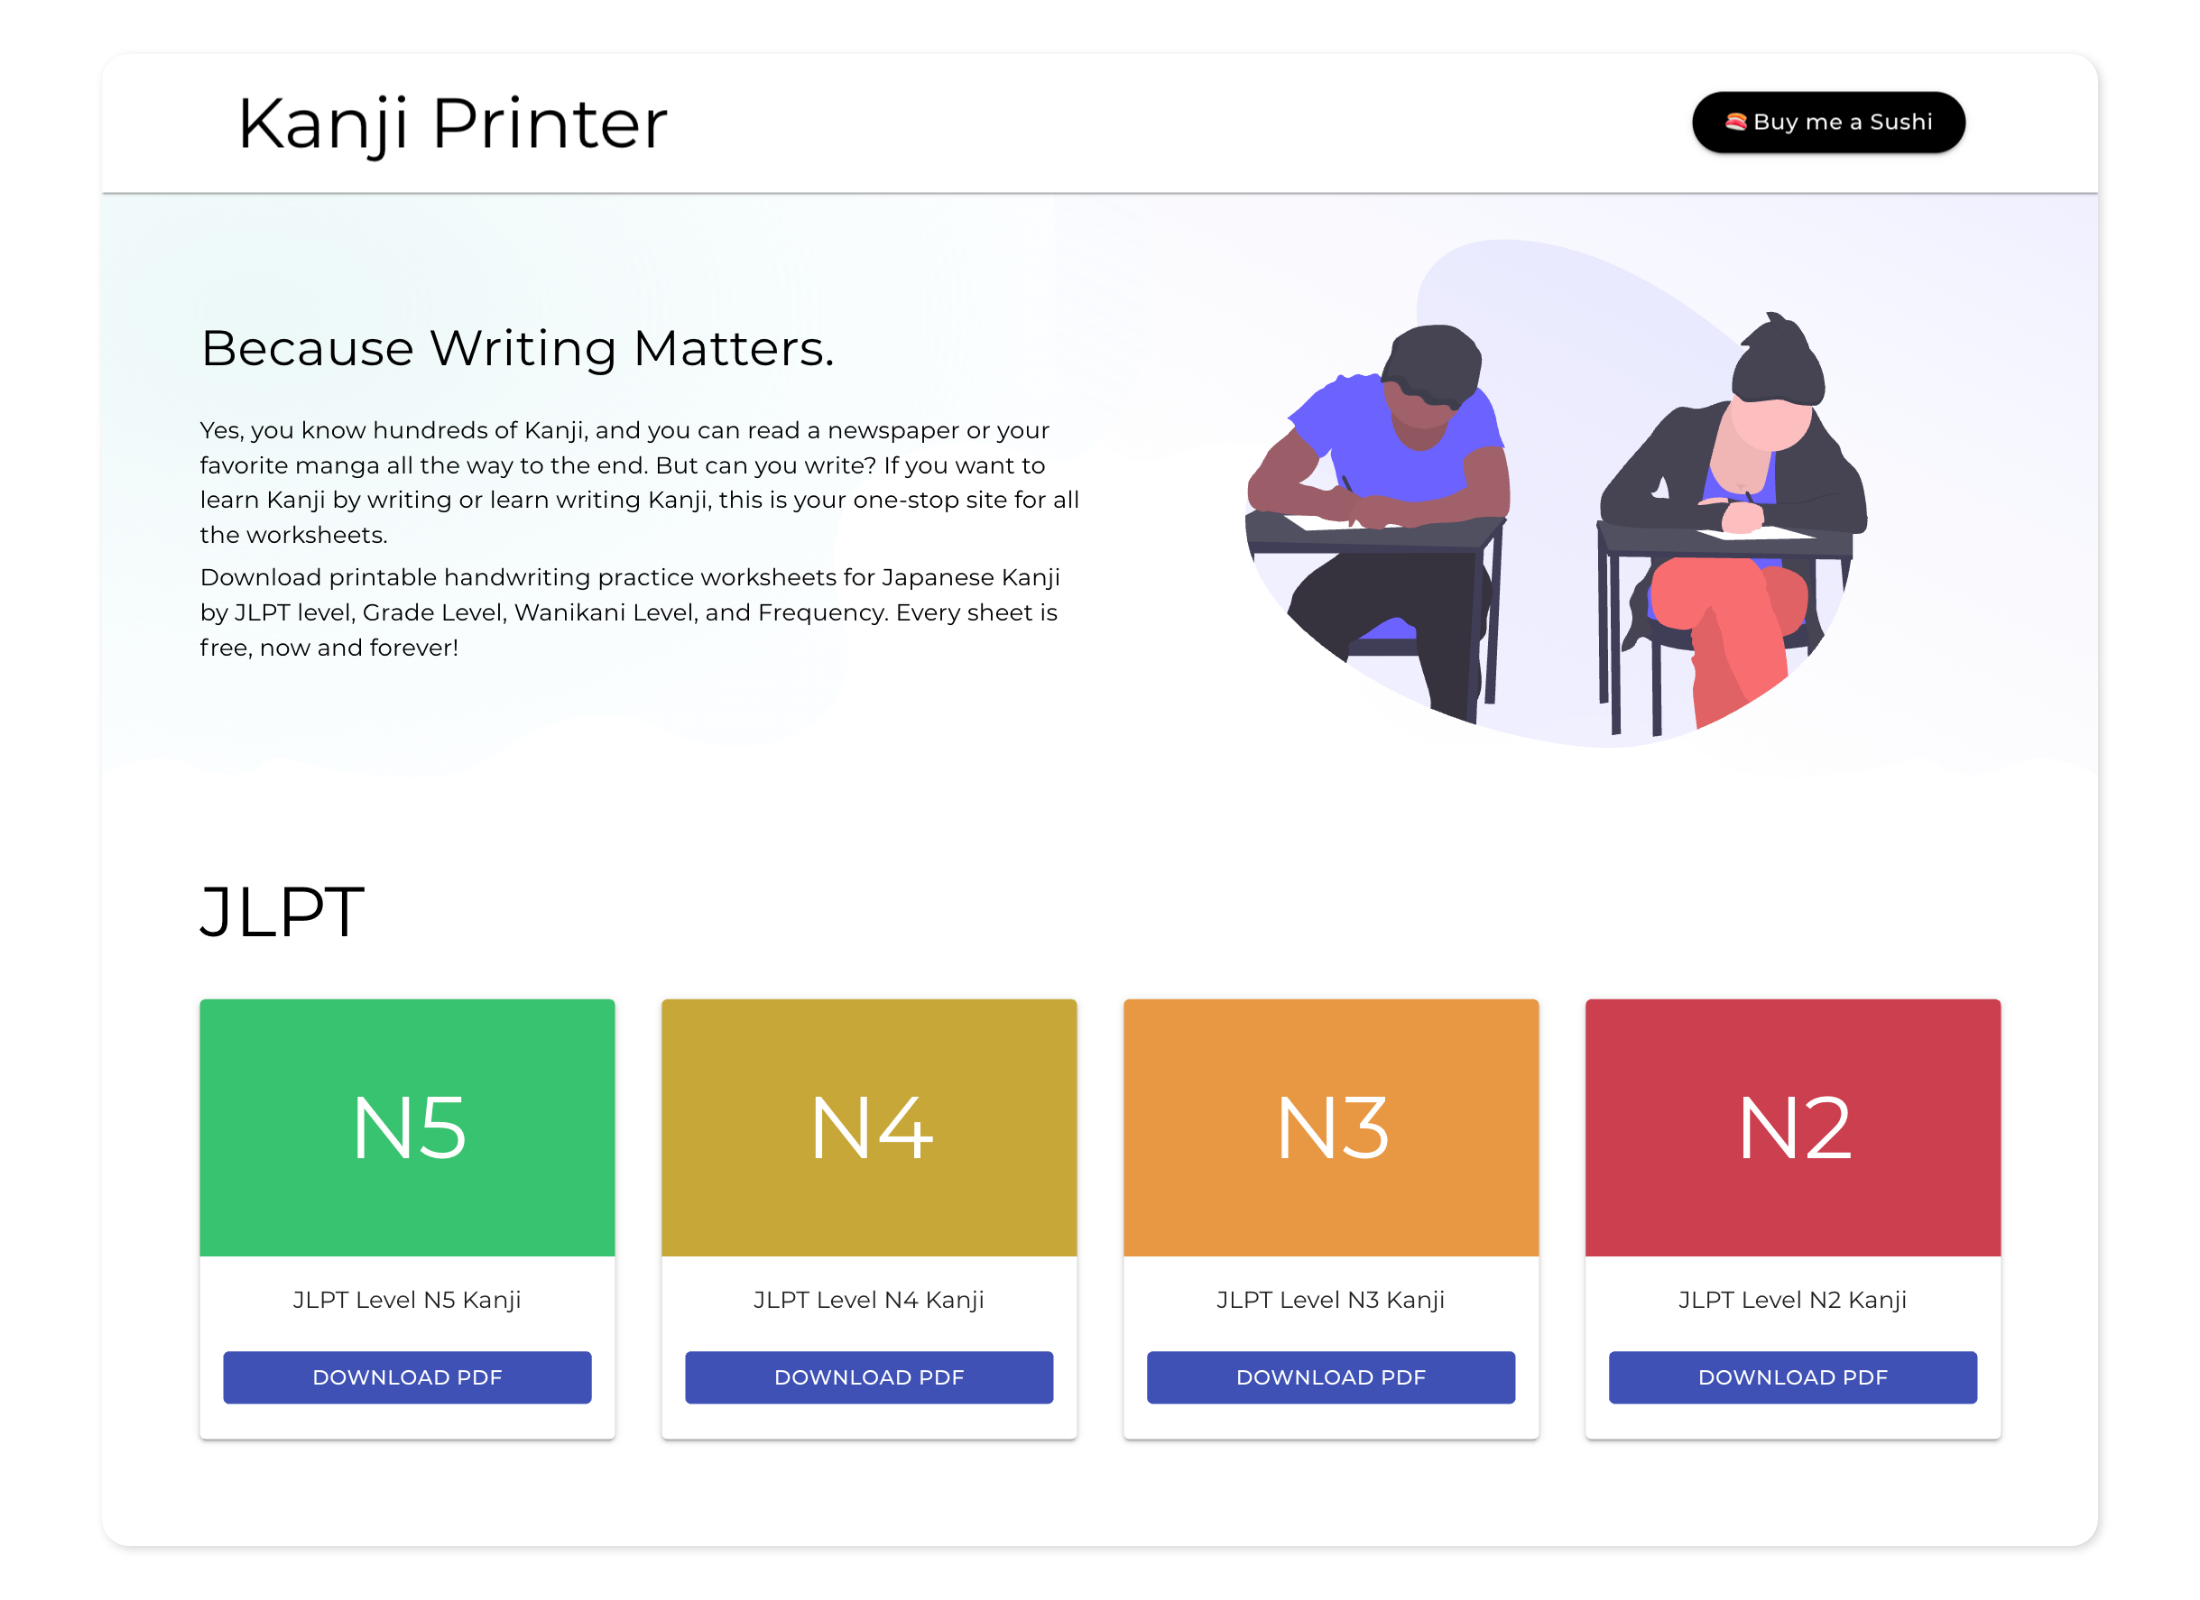 Kanji Printer
🍣 Buy me a Sushi
Because Writing Matters.
Yes, you know hundreds of Kanji, and you can read a newspaper or your
favorite manga all the way to the end. But can you write? If you want to
learn Kanji by writing or learn writing Kanji, this is your one-stop site for all
the worksheets.
Download printable handwriting practice worksheets for Japanese Kanji
by JLPT level, Grade Level, Wanikani Level, and Frequency. Every sheet is
free, now and forever!
JLPT
N5
JLPT Level N5 Kanji
DOWNLOAD PDF
N4
JLPT Level N4 Kanji
DOWNLOAD PDF
N3
JLPT Level N3 Kanji
DOWNLOAD PDF
N2
JLPT Level N2 Kanji
DOWNLOAD PDF